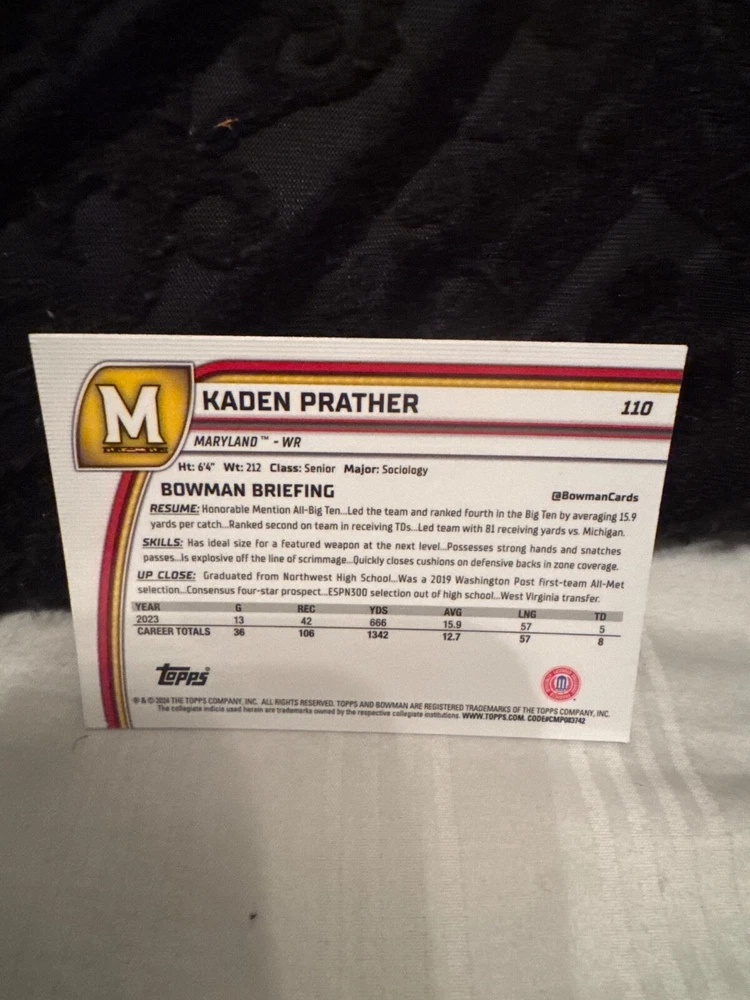 M
KADEN PRATHER
110
MARYLAND™ - WR
Ht: 6'4" Wt: 212 Class: Senior Major: Sociology
BOWMAN BRIEFING
@BowmanCards
RESUME: Honorable Mention All-Big Ten...Led the team and ranked fourth in the Big Ten by averaging 15.9
yards per catch...Ranked second on team in receiving TDs...Led team with 81 receiving yards vs. Michigan.
SKILLS: Has ideal size for a featured weapon at the next level...Possesses strong hands and snatches
passes...Is explosive off the line of scrimmage...Quickly closes cushions on defensive backs in zone coverage.
UP CLOSE: Graduated from Northwest High School...Was a 2019 Washington Post first-team All-Met
selection...Consensus four-star prospect...ESPN300 selection out of high school...West Virginia transfer.
YEAR G REC YDS AVG LNG TD
2023 13 42 666 15.9 57 5
CAREER TOTALS 36 106 1342 12.7 57 8
Topps®
® & © 2024 THE TOPPS COMPANY, INC. ALL RIGHTS RESERVED. TOPPS AND BOWMAN ARE REGISTERED TRADEMARKS OF THE TOPPS COMPANY, INC.
The collegiate indicia used herein are trademarks owned by the respective collegiate institutions. WWW.TOPPS.COM. CODE#CMP083742